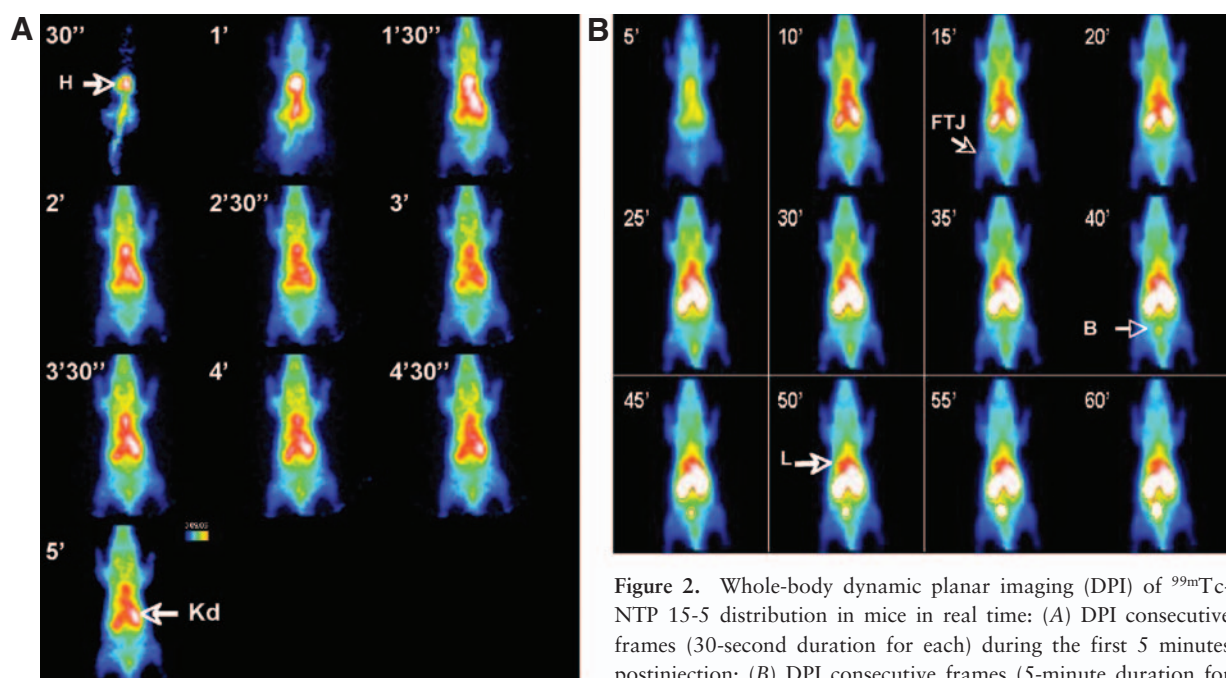 A
30'' 1' 1'30''
H
2' 2'30'' 3'
3'30'' 4' 4'30''
5'
Kd
B
5' 10' 15' 20'
FTJ
25' 30' 35' 40'
B
45' 50' 55' 60'
L
Figure 2. Whole-body dynamic planar imaging (DPI) of ⁹⁹ᵐTc-
NTP 15-5 distribution in mice in real time: (A) DPI consecutive
frames (30-second duration for each) during the first 5 minutes
postinjection; (B) DPI consecutive frames (5-minute duration for